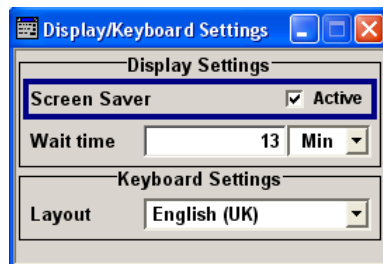 Display/Keyboard Settings
Display Settings
Screen Saver Active
Wait time 13 Min
Keyboard Settings
Layout English (UK)